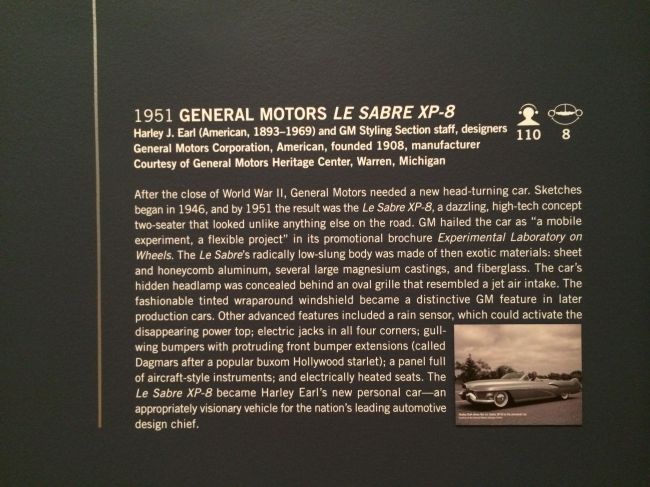 1951 GENERAL MOTORS LE SABRE XP-8
Harley J. Earl (American, 1893–1969) and GM Styling Section staff, designers
General Motors Corporation, American, founded 1908, manufacturer
Courtesy of General Motors Heritage Center, Warren, Michigan
110
8
After the close of World War II, General Motors needed a new head-turning car. Sketches
began in 1946, and by 1951 the result was the Le Sabre XP-8, a dazzling, high-tech concept
two-seater that looked unlike anything else on the road. GM hailed the car as “a mobile
experiment, a flexible project” in its promotional brochure Experimental Laboratory on
Wheels. The Le Sabre’s radically low-slung body was made of then exotic materials: sheet
and honeycomb aluminum, several large magnesium castings, and fiberglass. The car’s
hidden headlamp was concealed behind an oval grille that resembled a jet air intake. The
fashionable tinted wraparound windshield became a distinctive GM feature in later
production cars. Other advanced features included a rain sensor, which could activate the
disappearing power top; electric jacks in all four corners; gull-
wing bumpers with protruding front bumper extensions (called
Dagmars after a popular buxom Hollywood starlet); a panel full
of aircraft-style instruments; and electrically heated seats. The
Le Sabre XP-8 became Harley Earl’s new personal car—an
appropriately visionary vehicle for the nation’s leading automotive
design chief.